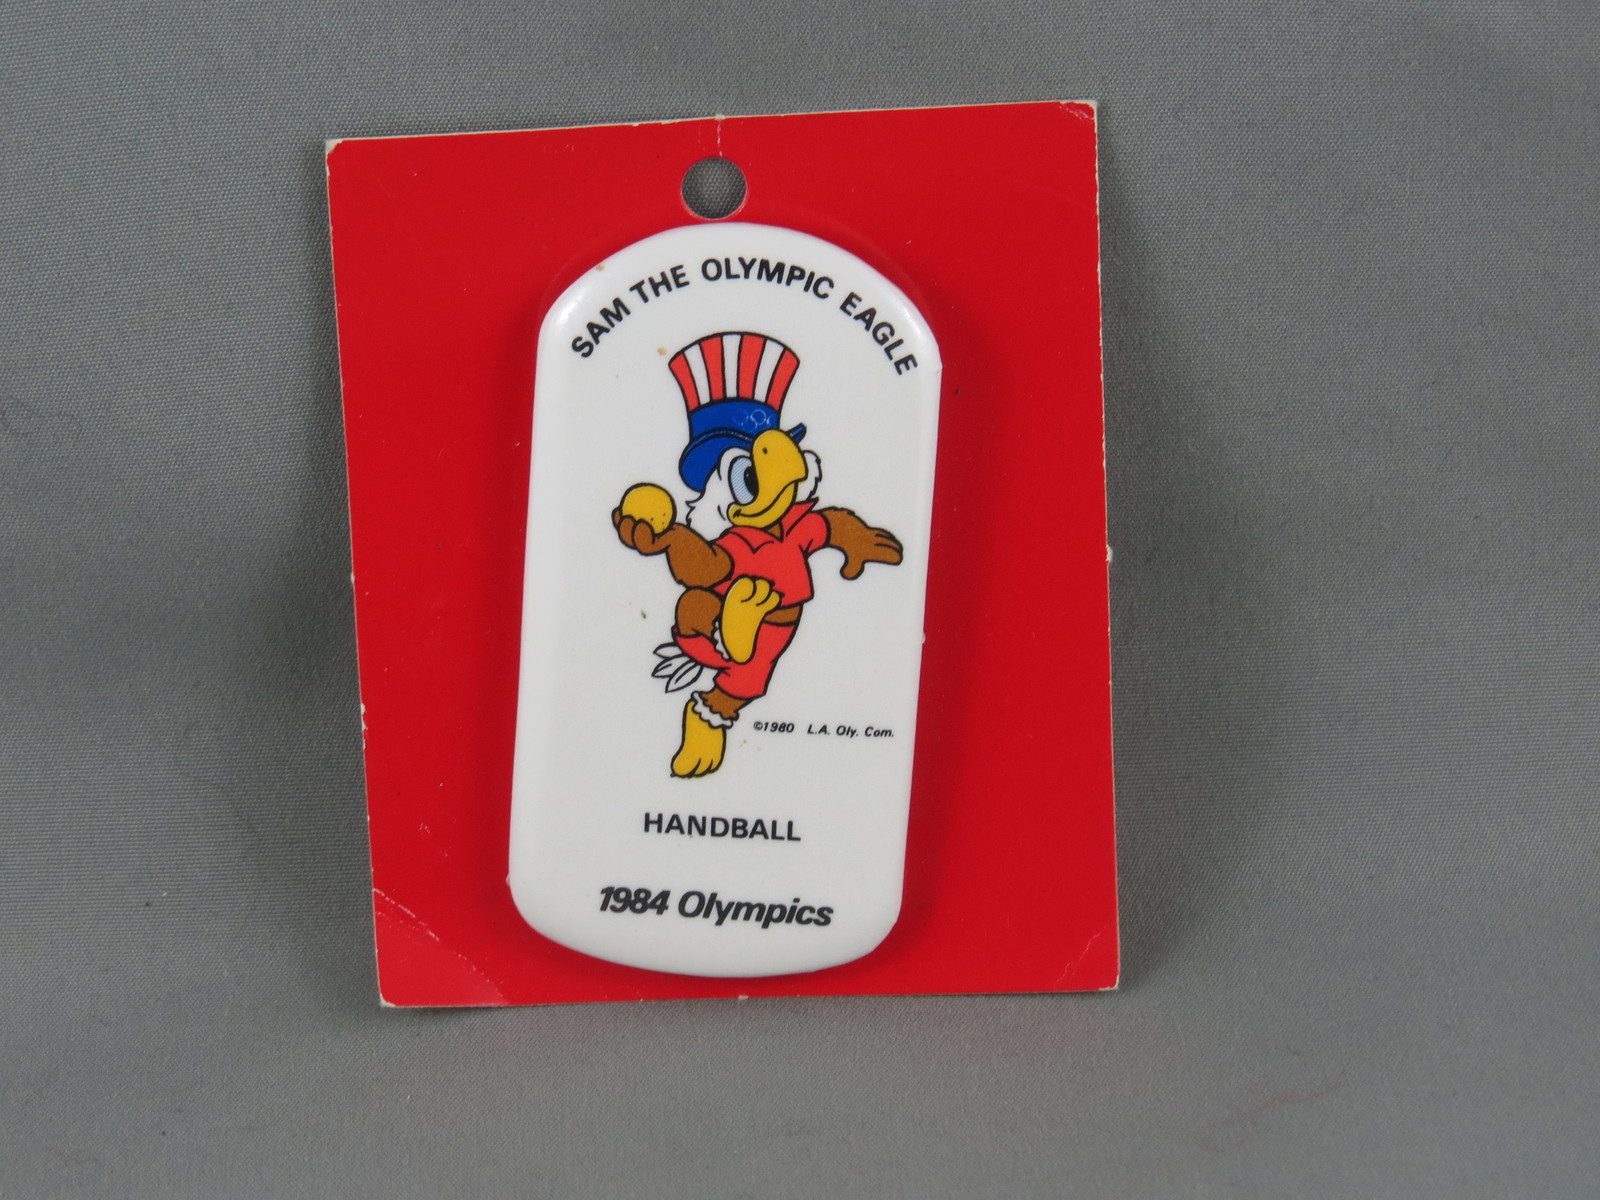 SAM THE OLYMPIC EAGLE
©1980 L.A. Oly. Com.
HANDBALL
1984 Olympics